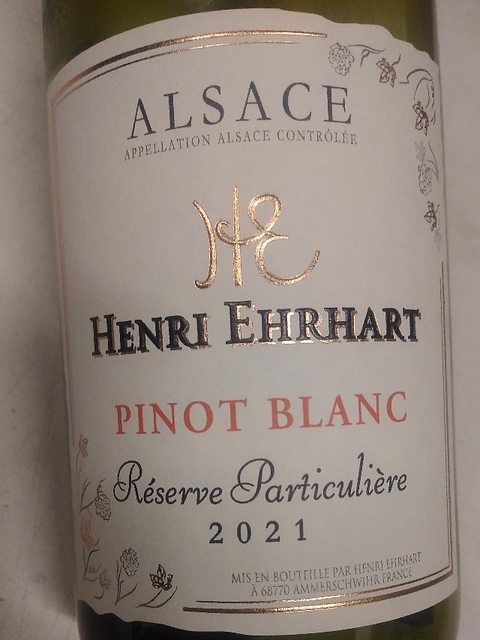 ALSACE
APPELLATION ALSACE CONTRÔLÉE
HE
HENRI EHRHART
PINOT BLANC
Réserve Particulière
2021
MIS EN BOUTEILLE PAR HENRI EHRHART
À 68770 AMMERSCHWIHR FRANCE